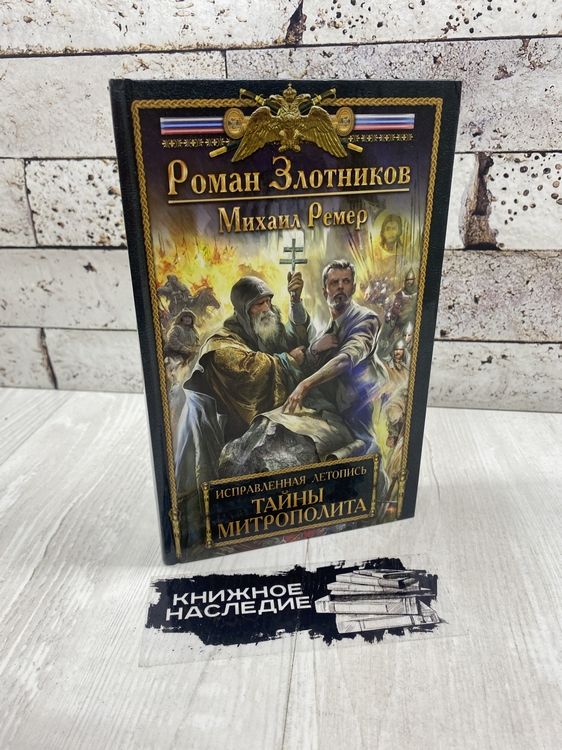 Роман Злотников
Михаил Ремер
Исправленная летопись
Тайны
митрополита
КНИЖНОЕ
НАСЛЕДИЕ